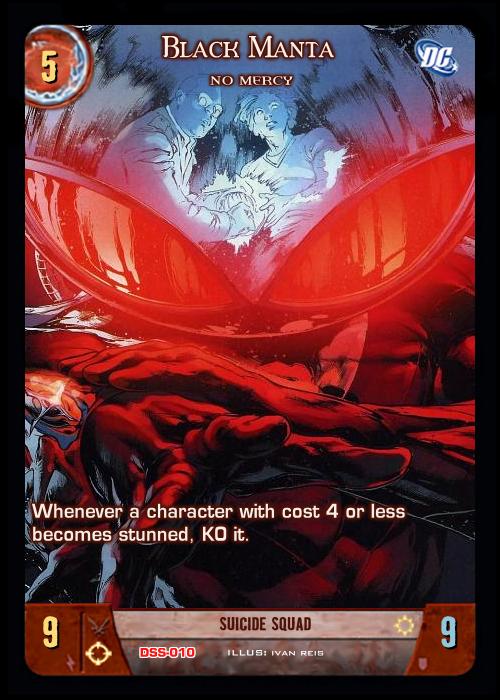 5
BLACK MANTA
DC
NO MERCY
Whenever a character with cost 4 or less
becomes stunned, KO it.
9
SUICIDE SQUAD
9
DSS-010
ILLUS: IVAN REIS